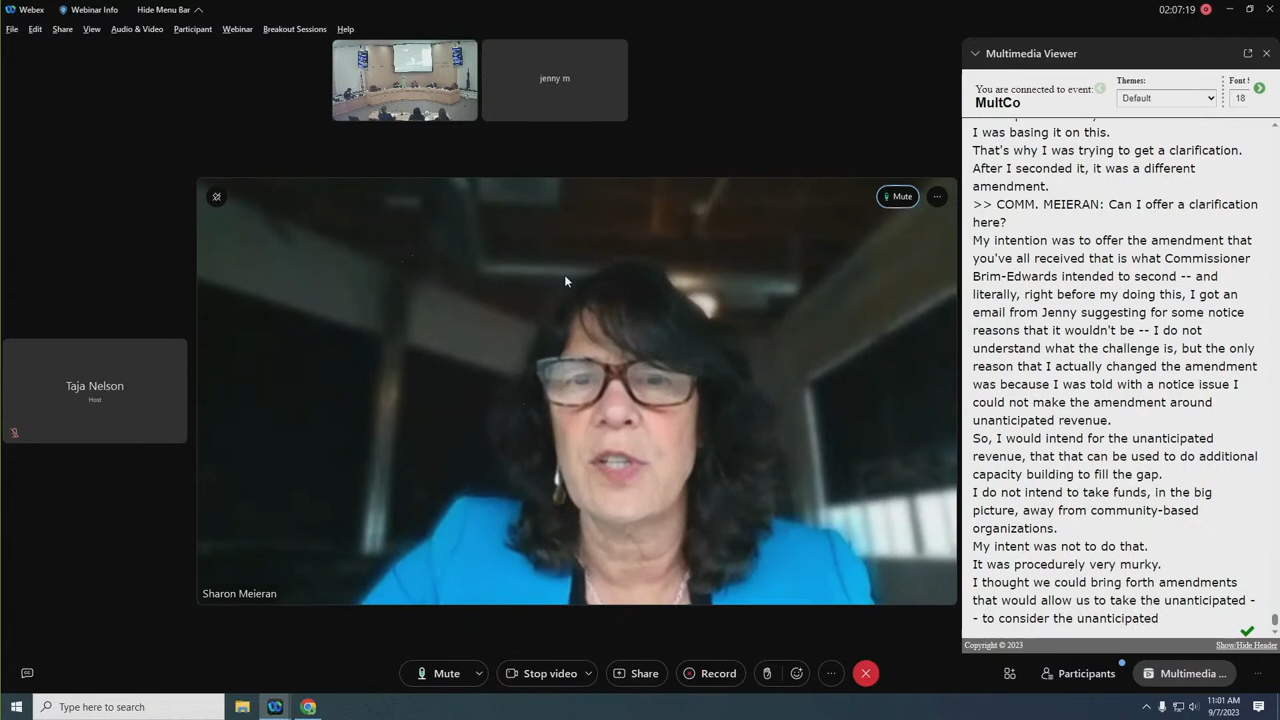 Webex
Webinar Info
Hide Menu Bar
02:07:19
File
Edit
Share
View
Audio & Video
Participant
Webinar
Breakout Sessions
Help
jenny m
Taja Nelson
Host
Mute
Sharon Meieran
Multimedia Viewer
You are connected to event:
MultCo
Themes:
Default
Font S
18
I was basing it on this.
That's why I was trying to get a clarification.
After I seconded it, it was a different
amendment.
>> COMM. MEIERAN: Can I offer a clarification
here?
My intention was to offer the amendment that
you've all received that is what Commissioner
Brim-Edwards intended to second -- and
literally, right before my doing this, I got an
email from Jenny suggesting for some notice
reasons that it wouldn't be -- I do not
understand what the challenge is, but the only
reason that I actually changed the amendment
was because I was told with a notice issue I
could not make the amendment around
unanticipated revenue.
So, I would intend for the unanticipated
revenue, that that can be used to do additional
capacity building to fill the gap.
I do not intend to take funds, in the big
picture, away from community-based
organizations.
My intent was not to do that.
It was procedurely very murky.
I thought we could bring forth amendments
that would allow us to take the unanticipated -
- to consider the unanticipated
Copyright © 2023
Show/Hide Header
Mute
Stop video
Share
Record
Participants
Multimedia ...
Type here to search
11:01 AM
9/7/2023